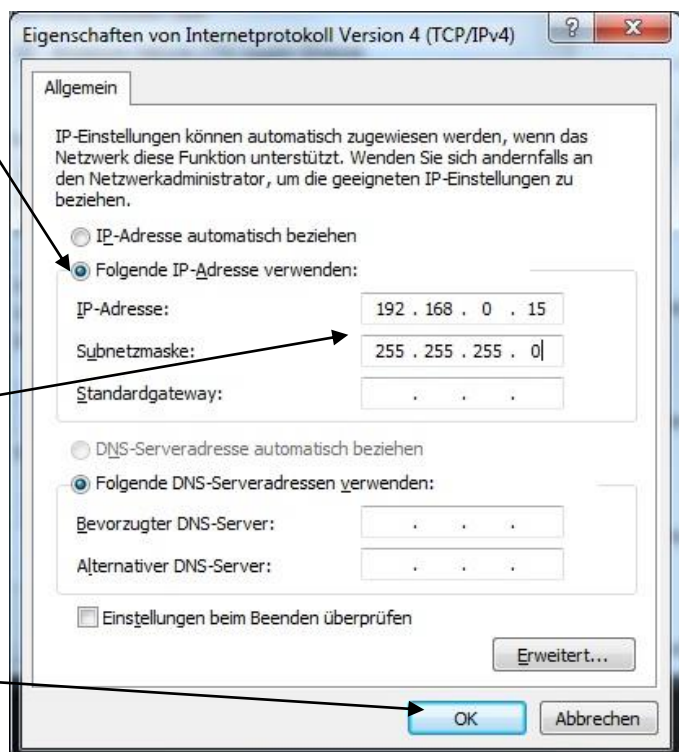 Eigenschaften von Internetprotokoll Version 4 (TCP/IPv4)
Allgemein
IP-Einstellungen können automatisch zugewiesen werden, wenn das
Netzwerk diese Funktion unterstützt. Wenden Sie sich andernfalls an
den Netzwerkadministrator, um die geeigneten IP-Einstellungen zu
beziehen.
IP-Adresse automatisch beziehen
Folgende IP-Adresse verwenden:
IP-Adresse: 192 . 168 . 0 . 15
Subnetzmaske: 255 . 255 . 255 . 0
Standardgateway: . . .
DNS-Serveradresse automatisch beziehen
Folgende DNS-Serveradressen verwenden:
Bevorzugter DNS-Server: . . .
Alternativer DNS-Server: . . .
Einstellungen beim Beenden überprüfen
Erweitert...
OK Abbrechen